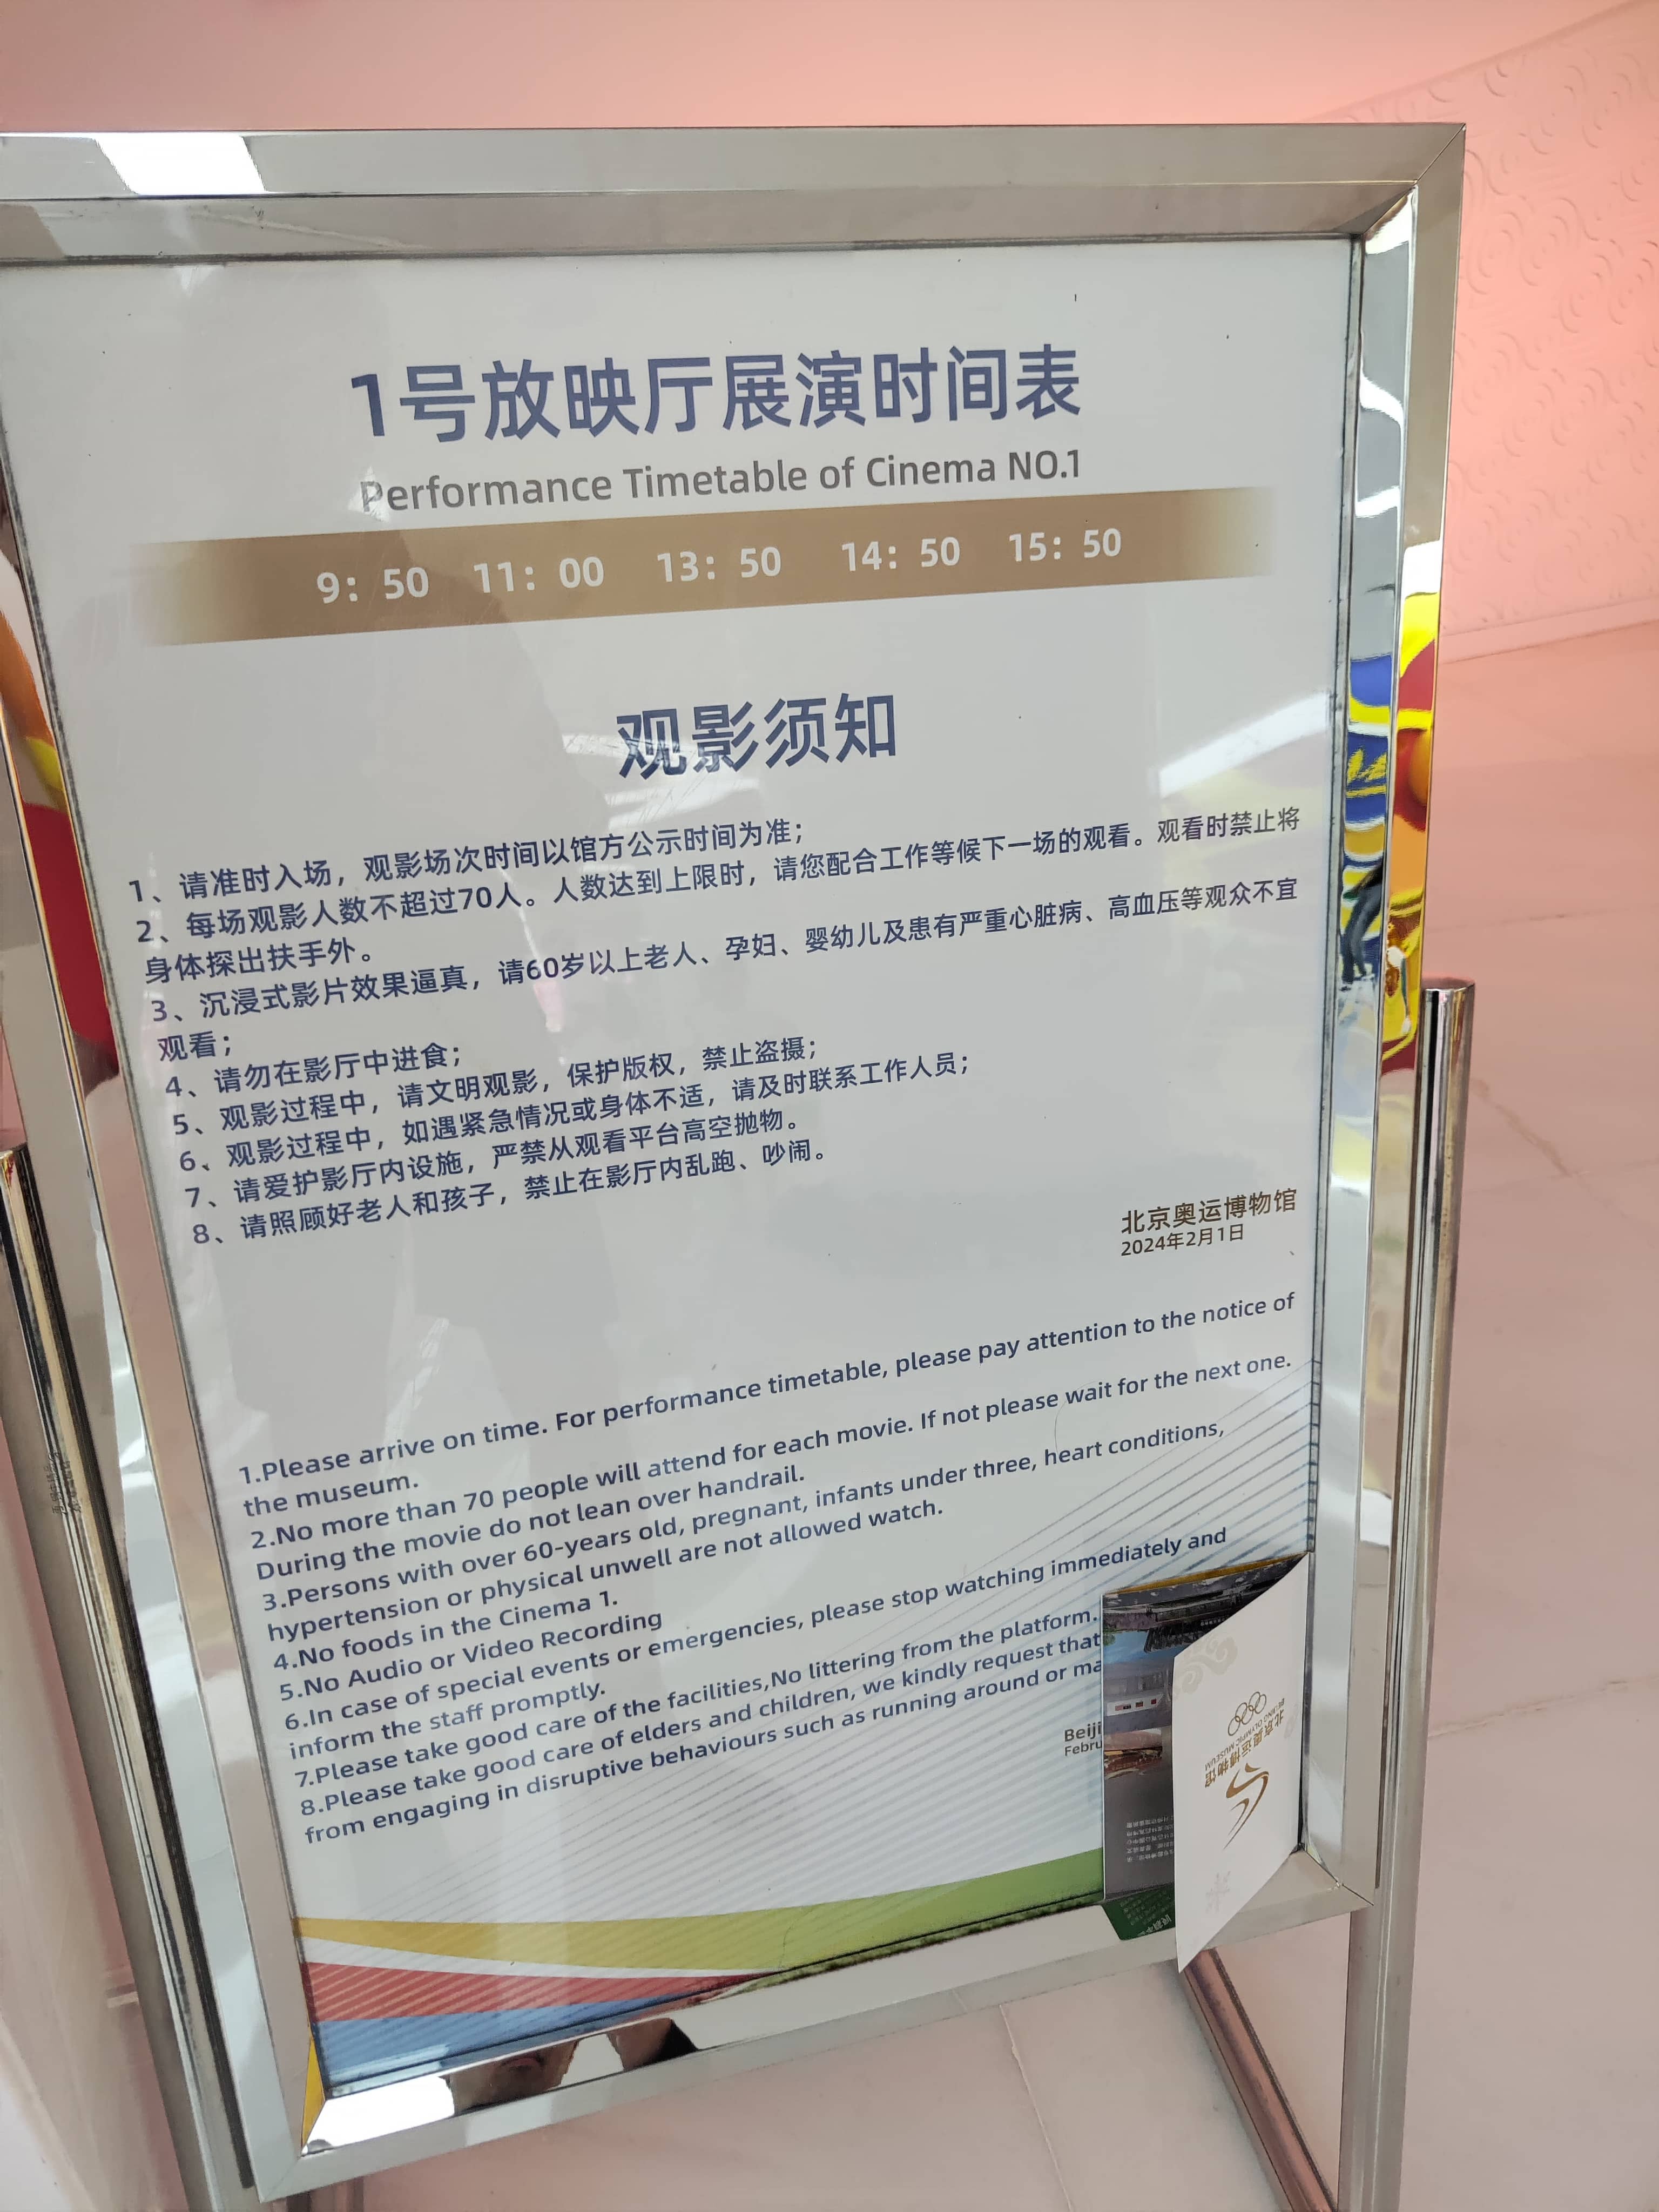 1号放映厅展演时间表
Performance Timetable of Cinema NO.1
9：50 11：00 13：50 14：50 15：50
观影须知
1、请准时入场，观影场次时间以馆方公示时间为准；
2、每场观影人数不超过70人。人数达到上限时，请您配合工作等候下一场的观看。观看时禁止将
身体探出扶手外。
3、沉浸式影片效果逼真，请60岁以上老人、孕妇、婴幼儿及患有严重心脏病、高血压等观众不宜
观看；
4、请勿在影厅中进食；
5、观影过程中，请文明观影，保护版权，禁止盗摄；
6、观影过程中，如遇紧急情况或身体不适，请及时联系工作人员；
7、请爱护影厅内设施，严禁从观看平台高空抛物。
8、请照顾好老人和孩子，禁止在影厅内乱跑、吵闹。
北京奥运博物馆
2024年2月1日
1.Please arrive on time. For performance timetable, please pay attention to the notice of
the museum.
2.No more than 70 people will attend for each movie. If not please wait for the next one.
During the movie do not lean over handrail.
3.Persons with over 60-years old, pregnant, infants under three, heart conditions,
hypertension or physical unwell are not allowed watch.
4.No foods in the Cinema 1.
5.No Audio or Video Recording
6.In case of special events or emergencies, please stop watching immediately and
inform the staff promptly.
7.Please take good care of the facilities,No littering from the platform.
8.Please take good care of elders and children, we kindly request that
from engaging in disruptive behaviours such as running around or ma
Beiji
Febru
北京奥运博物馆